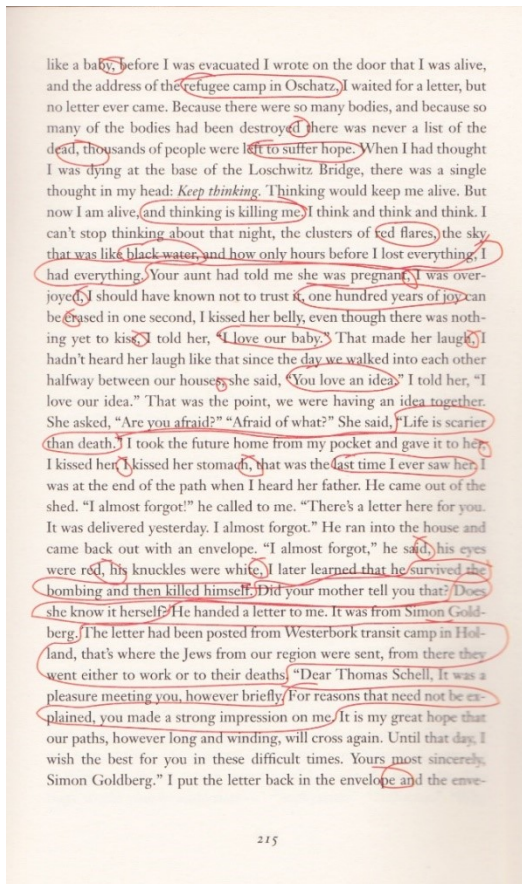 like a baby, before I was evacuated I wrote on the door that I was alive,
and the address of the refugee camp in Oschatz, I waited for a letter, but
no letter ever came. Because there were so many bodies, and because so
many of the bodies had been destroyed there was never a list of the
dead, thousands of people were left to suffer hope. When I had thought
I was dying at the base of the Loschwitz Bridge, there was a single
thought in my head: Keep thinking. Thinking would keep me alive. But
now I am alive, and thinking is killing me. I think and think and think. I
can't stop thinking about that night, the clusters of red flares, the sky
that was like black water, and how only hours before I lost everything, I
had everything. Your aunt had told me she was pregnant, I was over-
joyed, I should have known not to trust it, one hundred years of joy can
be erased in one second, I kissed her belly, even though there was noth-
ing yet to kiss, I told her, “I love our baby.” That made her laugh, I
hadn't heard her laugh like that since the day we walked into each other
halfway between our houses, she said, “You love an idea.” I told her, “I
love our idea.” That was the point, we were having an idea together.
She asked, “Are you afraid?” “Afraid of what?” She said, “Life is scarier
than death.” I took the future home from my pocket and gave it to her,
I kissed her, I kissed her stomach, that was the last time I ever saw her. I
was at the end of the path when I heard her father. He came out of the
shed. “I almost forgot!” he called to me. “There's a letter here for you.
It was delivered yesterday. I almost forgot.” He ran into the house and
came back out with an envelope. “I almost forgot,” he said, his eyes
were red, his knuckles were white, I later learned that he survived the
bombing and then killed himself. Did your mother tell you that? Does
she know it herself? He handed a letter to me. It was from Simon Gold-
berg. The letter had been posted from Westerbork transit camp in Hol-
land, that's where the Jews from our region were sent, from there they
went either to work or to their deaths. “Dear Thomas Schell, It was a
pleasure meeting you, however briefly. For reasons that need not be ex-
plained, you made a strong impression on me. It is my great hope that
our paths, however long and winding, will cross again. Until that day, I
wish the best for you in these difficult times. Yours most sincerely,
Simon Goldberg.” I put the letter back in the envelope and the enve-
215